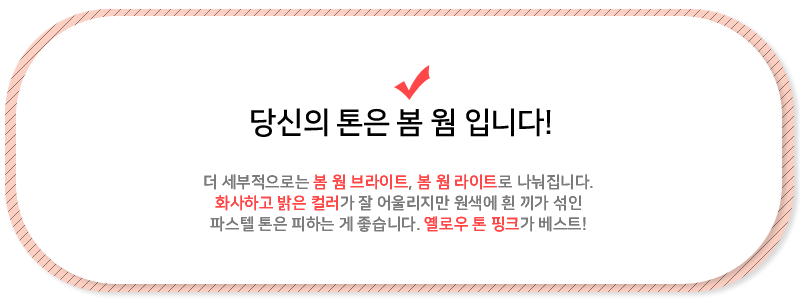 당신의 톤은 봄 웜 입니다!
더 세부적으로는 봄 웜 브라이트, 봄 웜 라이트로 나눠집니다.
화사하고 밝은 컬러가 잘 어울리지만 원색에 흰 끼가 섞인
파스텔 톤은 피하는 게 좋습니다. 옐로우 톤 핑크가 베스트!